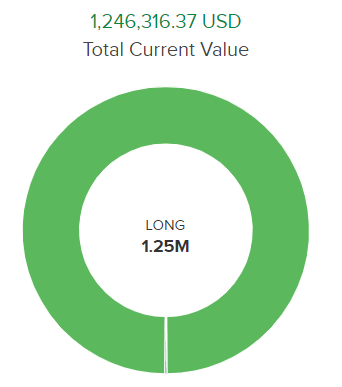 1,246,316.37 USD
Total Current Value
LONG
1.25M